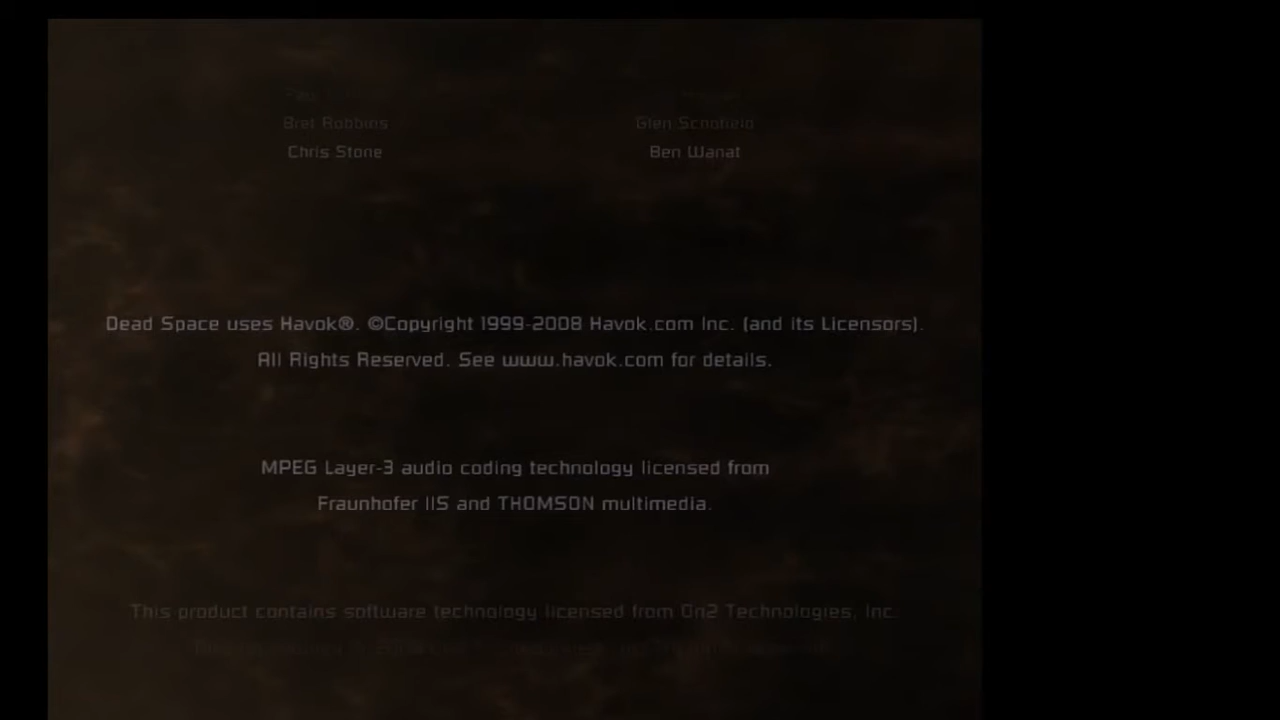 Bret Robbins Glen Schofield
Chris Stone Ben Wanat
Dead Space uses Havok®. ©Copyright 1999-2008 Havok.com Inc. (and its Licensors).
All Rights Reserved. See www.havok.com for details.
MPEG Layer-3 audio coding technology licensed from
Fraunhofer IIS and THOMSON multimedia.
This product contains software technology licensed from On2 Technologies, Inc.